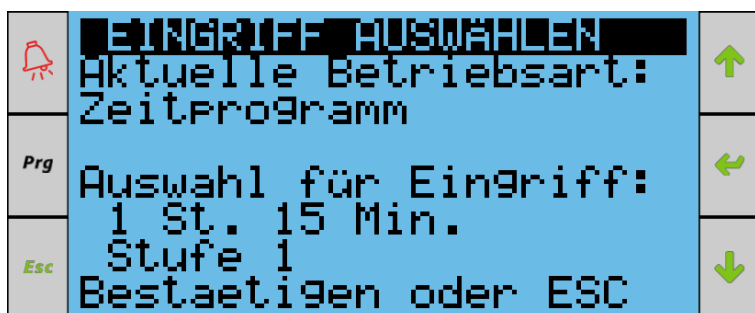 EINGRIFF AUSWÄHLEN
Aktuelle Betriebsart:
Zeitprogramm
Prg
Auswahl für Eingriff:
1 St. 15 Min.
Stufe 1
Esc
Bestaetigen oder ESC